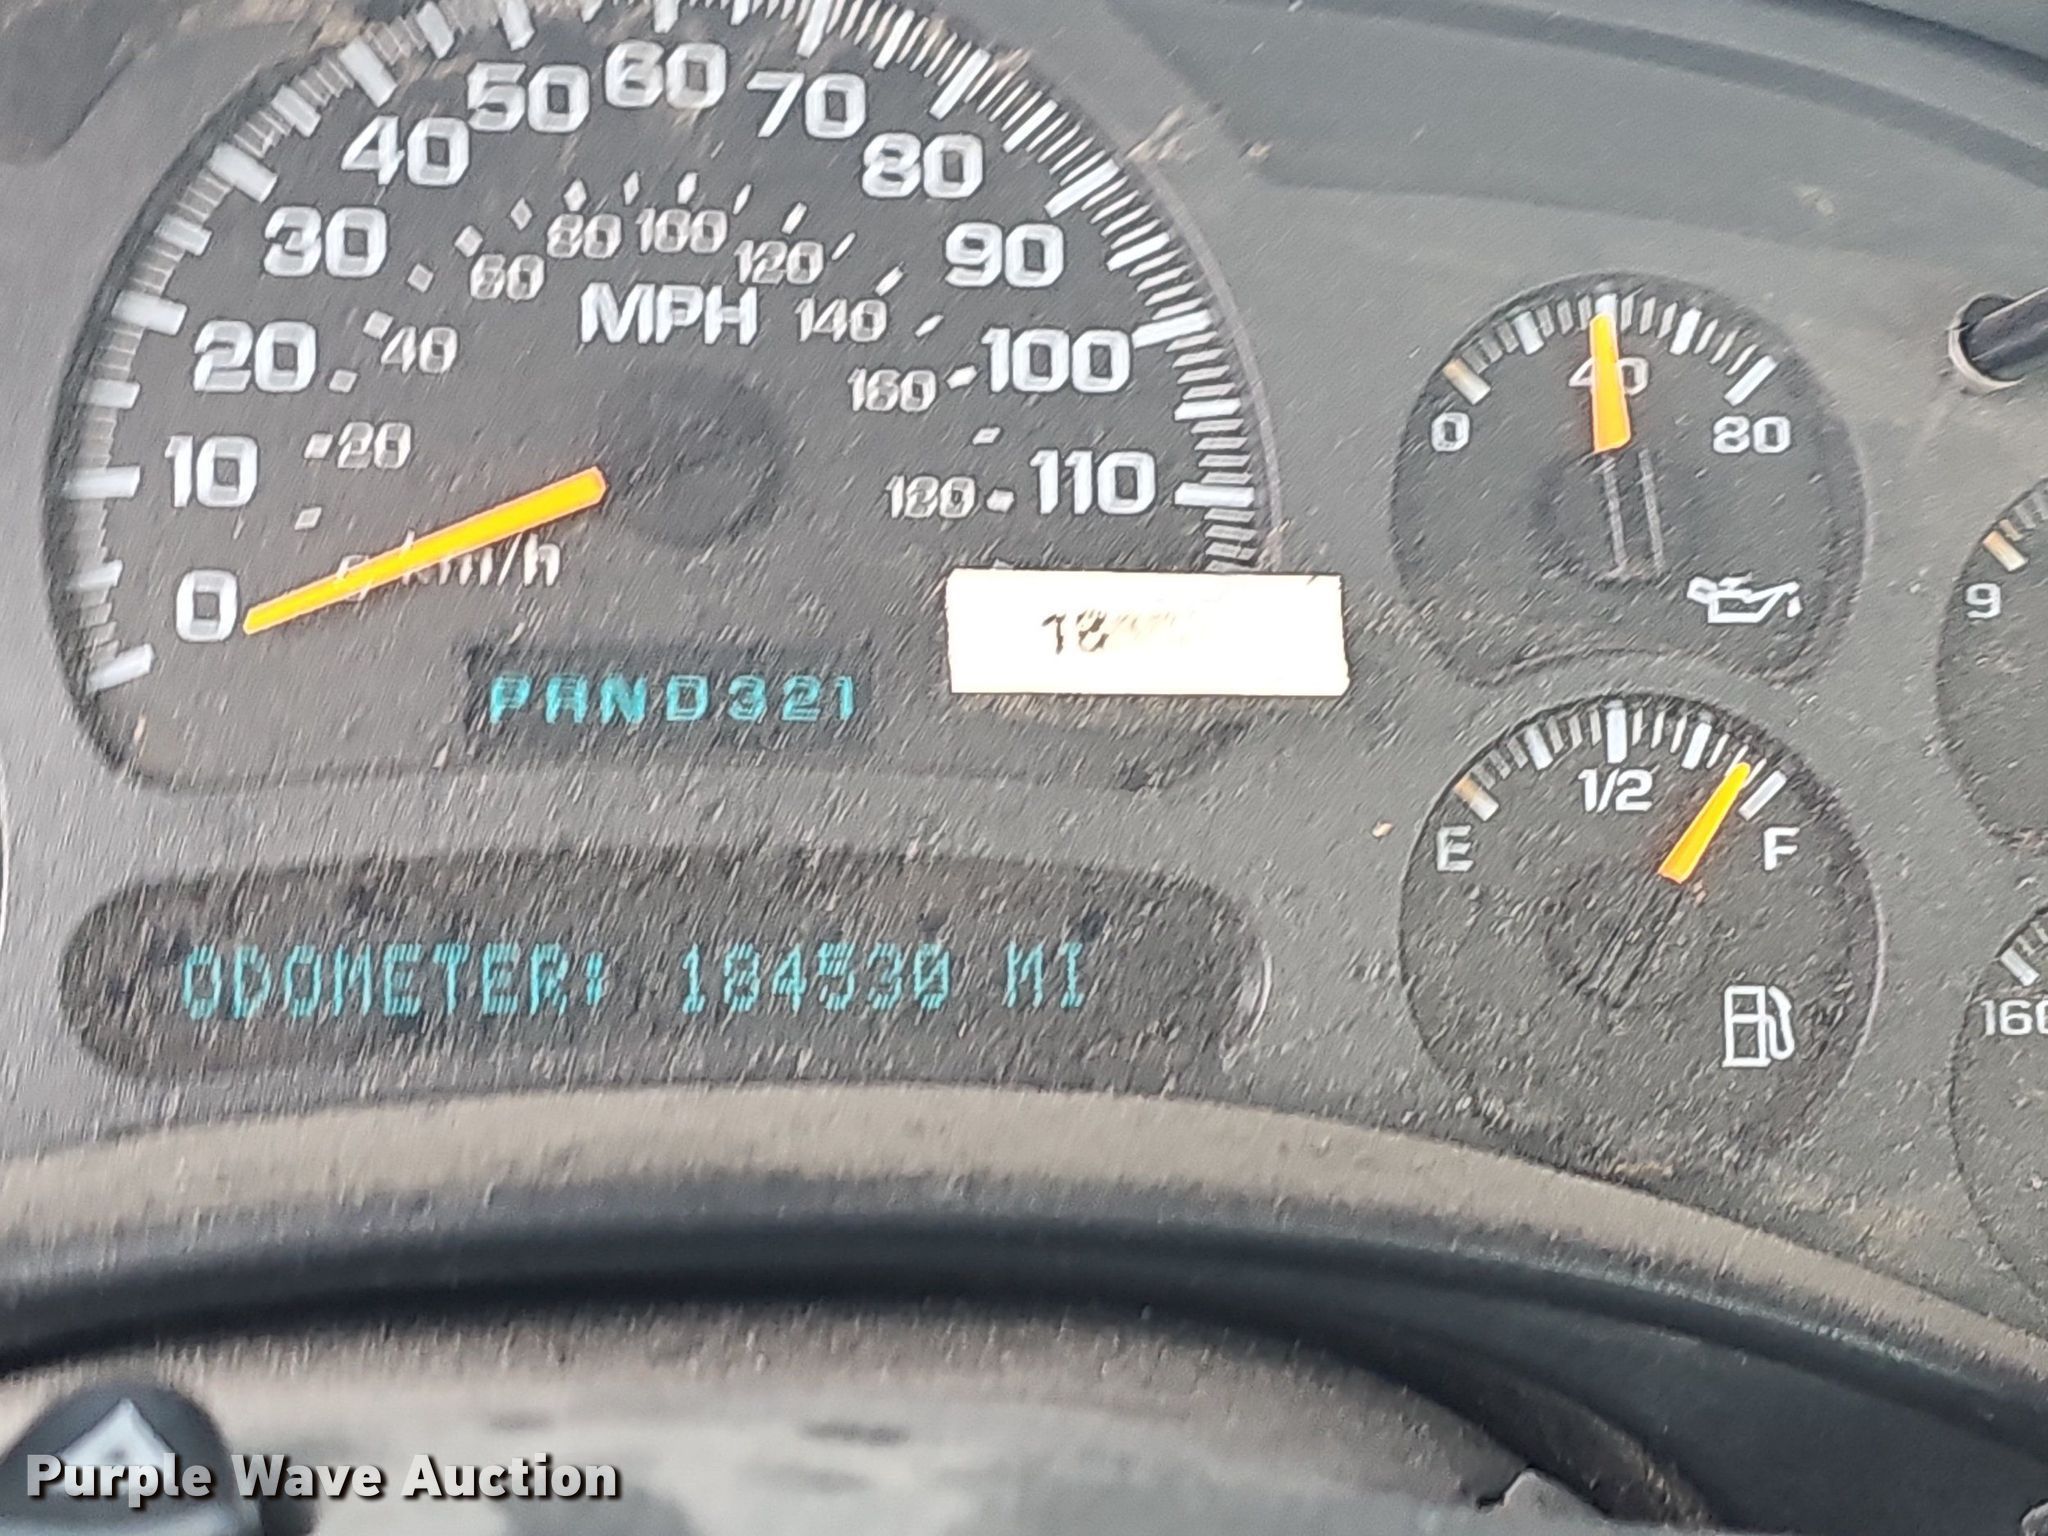 50 60 70
40 80
30 90
60 80 100 120
MPH 140
20 40 160 100
10 20 180 110
0 km/h
PRND321
ODOMETER: 184530 MI
0 40 80
9
E 1/2 F
160
Purple Wave Auction